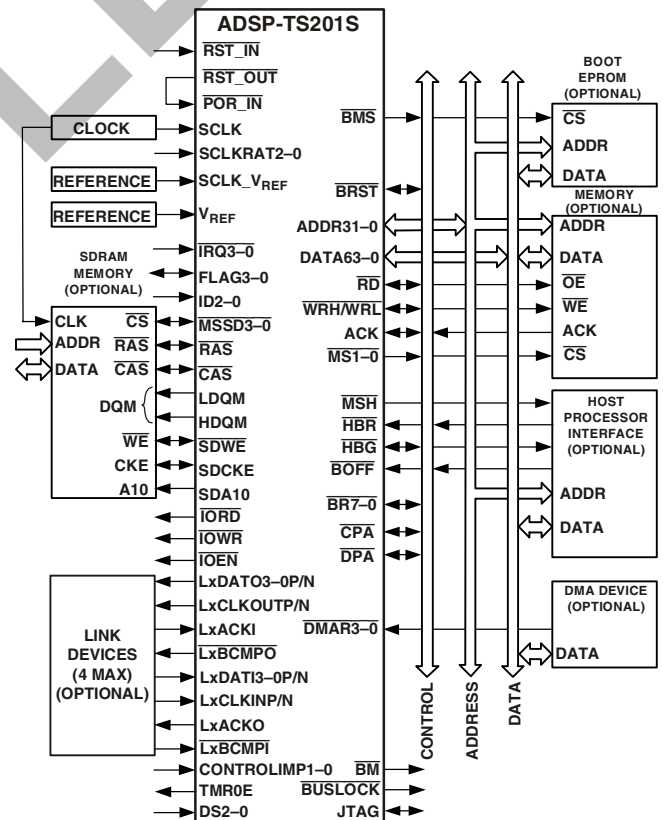 ADSP-TS201S
RST_IN
RST_OUT
POR_IN
CLOCK
SCLK
SCLKRAT2–0
REFERENCE
SCLK_VREF
REFERENCE
VREF
IRQ3–0
SDRAM
MEMORY
(OPTIONAL)
FLAG3–0
ID2–0
CLK
CS
MSSD3–0
ADDR
RAS
RAS
DATA
CAS
CAS
DQM
LDQM
HDQM
WE
SDWE
CKE
SDCKE
A10
SDA10
IORD
IOWR
IOEN
LINK
DEVICES
(4 MAX)
(OPTIONAL)
LxDATO3–0P/N
LxCLKOUTP/N
LxACKI
LxBCMPO
LxDATI3–0P/N
LxCLKINP/N
LxACKO
LxBCMPI
CONTROLIMP1–0
TMR0E
DS2–0
BMS
BRST
ADDR31–0
DATA63–0
RD
WRH/WRL
ACK
MS1–0
MSH
HBR
HBG
BOFF
BR7–0
CPA
DPA
DMAR3–0
BM
BUSLOCK
JTAG
CONTROL
ADDRESS
DATA
BOOT
EPROM
(OPTIONAL)
CS
ADDR
DATA
MEMORY
(OPTIONAL)
ADDR
DATA
OE
WE
ACK
CS
HOST
PROCESSOR
INTERFACE
(OPTIONAL)
ADDR
DATA
DMA DEVICE
(OPTIONAL)
DATA